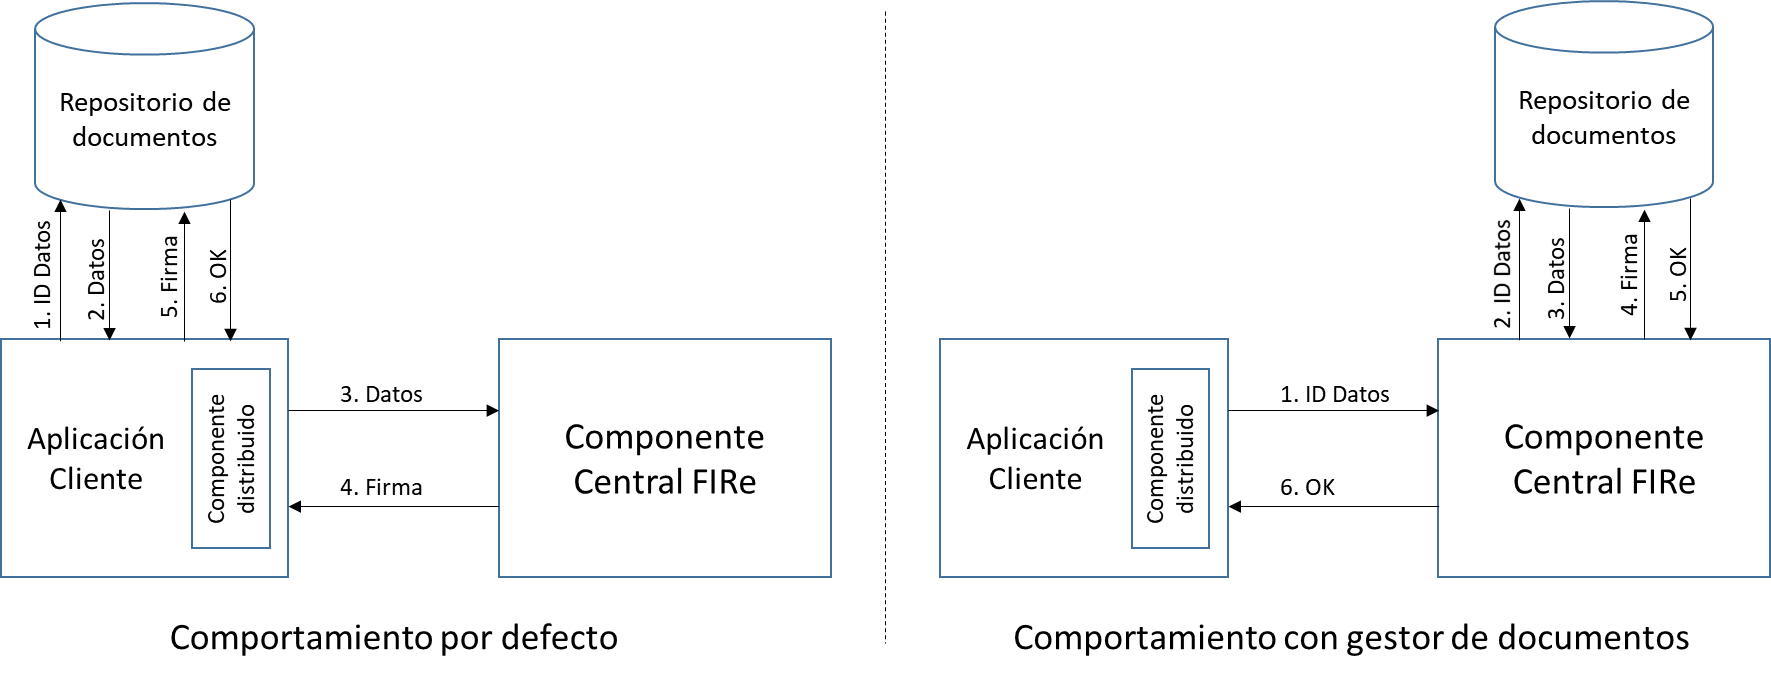 Repositorio de
documentos
1. ID Datos
2. Datos
5. Firma
6. OK
Aplicación
Cliente
Componente
distribuido
3. Datos
4. Firma
Componente
Central FIRe
Comportamiento por defecto
Repositorio de
documentos
2. ID Datos
3. Datos
4. Firma
5. OK
Aplicación
Cliente
Componente
distribuido
1. ID Datos
6. OK
Componente
Central FIRe
Comportamiento con gestor de documentos